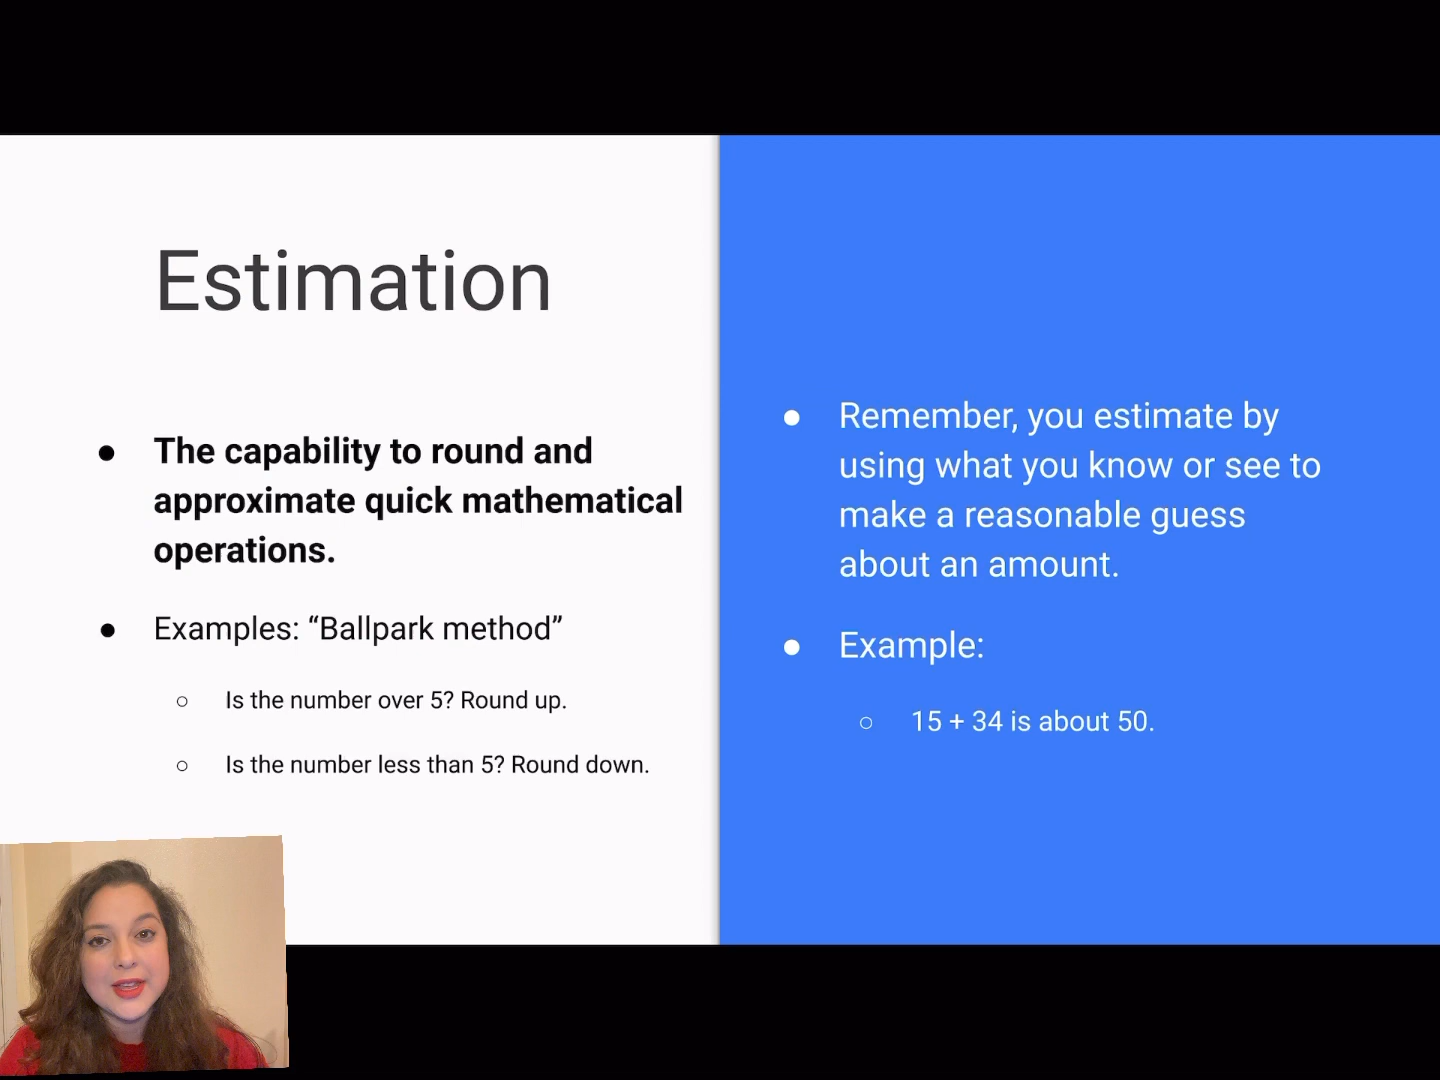 Estimation
● The capability to round and
approximate quick mathematical
operations.
● Examples: “Ballpark method”
○ Is the number over 5? Round up.
○ Is the number less than 5? Round down.
● Remember, you estimate by
using what you know or see to
make a reasonable guess
about an amount.
● Example:
○ 15 + 34 is about 50.